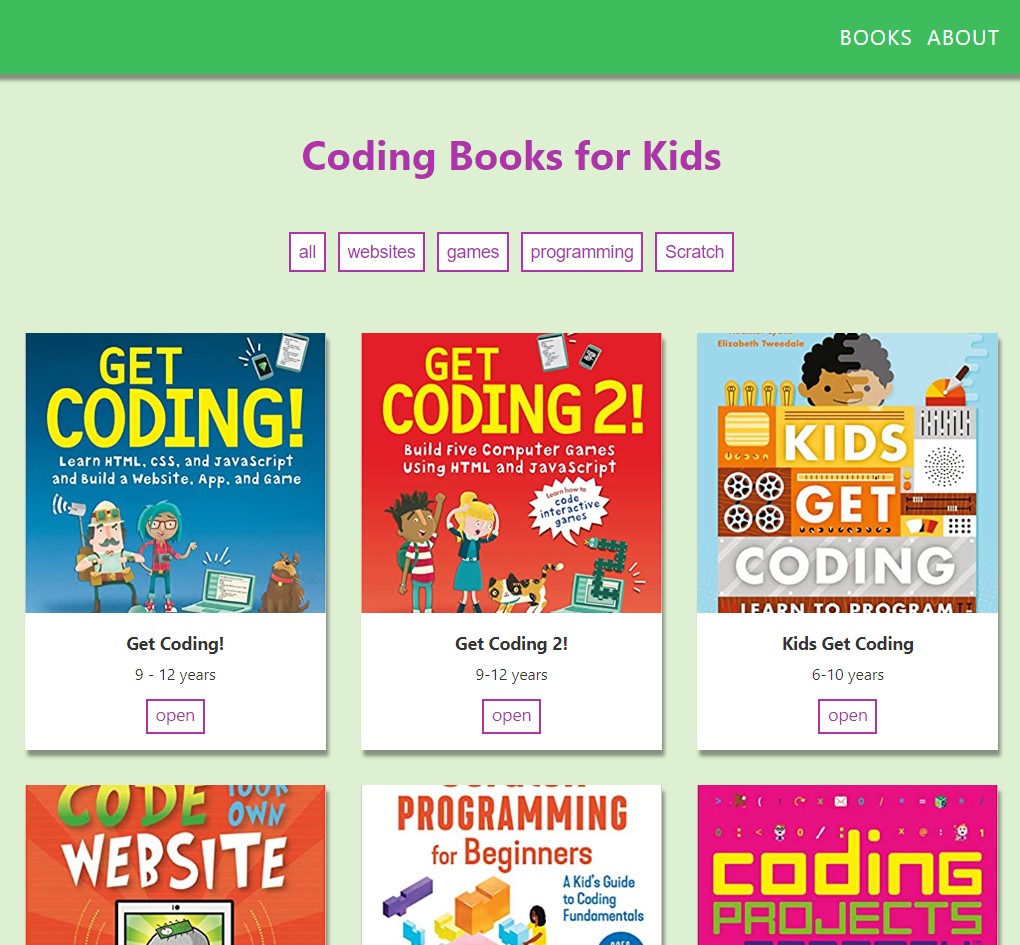 BOOKS ABOUT
Coding Books for Kids
all websites games programming Scratch
GET
CODING!
Learn HTML, CSS, and JavaScript
and Build a Website, App, and Game
Get Coding!
9 - 12 years
open
GET
CODING 2!
Build Five Computer Games
Using HTML and JavaScript
Learn how to
code
interactive
games
Get Coding 2!
9-12 years
open
Elizabeth Tweedale
KIDS
GET
CODING
LEARN TO PROGRAM
Kids Get Coding
6-10 years
open
CODE YOUR
OWN
WEBSITE
Scratch
PROGRAMMING
for Beginners
A Kid's Guide
to Coding
Fundamentals
coding
PROJECTS